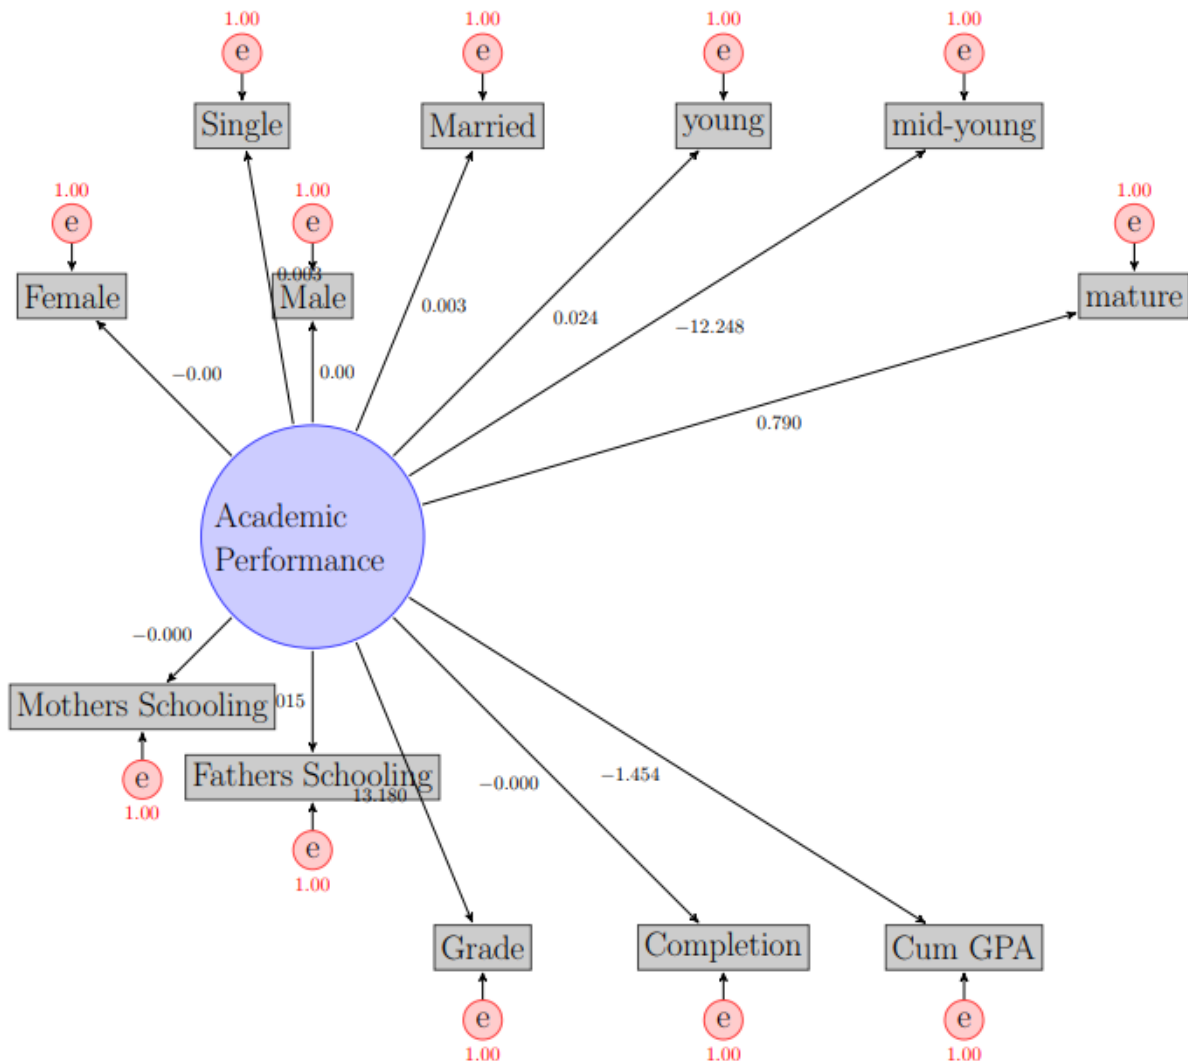 1.00
1.00
1.00
1.00
e
e
e
e
Single
Married
young
mid-young
1.00
1.00
1.00
e
e
e
Female
0.003
Male
mature
0.003
0.024
−12.248
−0.00
0.00
0.790
Academic
Performance
−0.000
Mothers Schooling
015
Fathers Schooling
e
1.00
13.180
−0.000
−1.454
e
1.00
Grade
Completion
Cum GPA
e
e
e
1.00
1.00
1.00